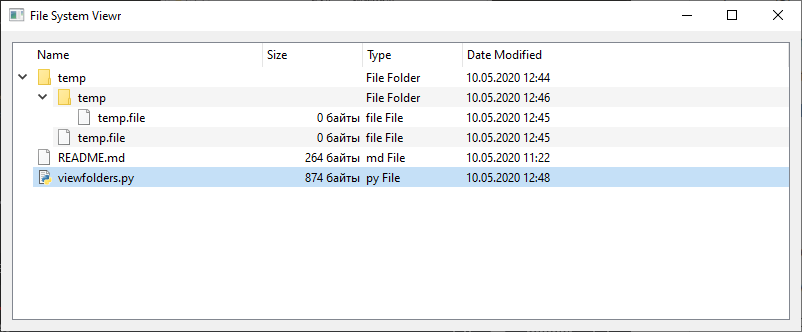 File System Viewr
Name Size Type Date Modified
temp File Folder 10.05.2020 12:44
temp File Folder 10.05.2020 12:46
temp.file 0 байты file File 10.05.2020 12:45
temp.file 0 байты file File 10.05.2020 12:45
README.md 264 байты md File 10.05.2020 11:22
viewfolders.py 874 байты py File 10.05.2020 12:48